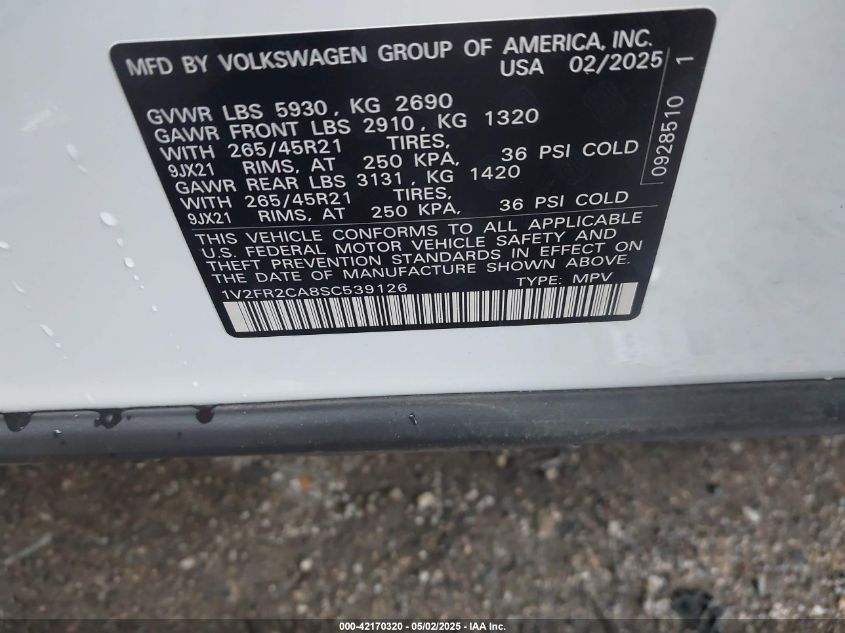 MFD BY VOLKSWAGEN GROUP OF AMERICA, INC.
USA 02/2025
GVWR LBS 5930, KG 2690
GAWR FRONT LBS 2910, KG 1320
WITH 265/45R21 TIRES,
9JX21 RIMS, AT 250 KPA, 36 PSI COLD
GAWR REAR LBS 3131, KG 1420
WITH 265/45R21 TIRES,
9JX21 RIMS, AT 250 KPA, 36 PSI COLD
THIS VEHICLE CONFORMS TO ALL APPLICABLE
U.S. FEDERAL MOTOR VEHICLE SAFETY AND
THEFT PREVENTION STANDARDS IN EFFECT ON
THE DATE OF MANUFACTURE SHOWN ABOVE.
1V2FR2CA8SC539126 TYPE: MPV
0928510 1
000-42170320 - 05/02/2025 - IAA Inc.